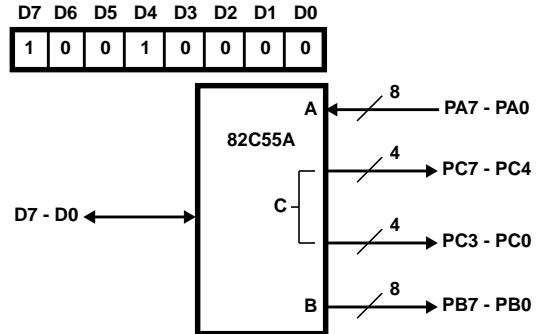 D7 D6 D5 D4 D3 D2 D1 D0
1 0 0 1 0 0 0 0
8
A PA7 - PA0
82C55A
4
PC7 - PC4
C
D7 - D0
4
PC3 - PC0
8
B PB7 - PB0